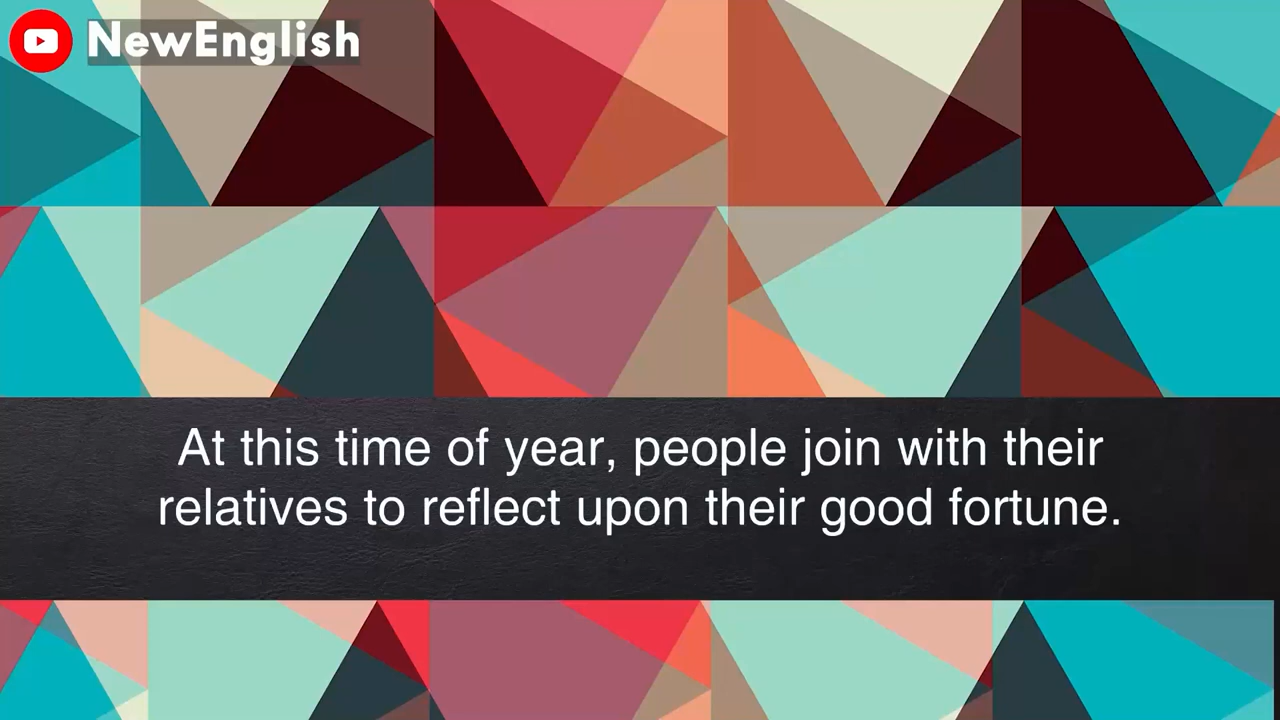 NewEnglish
At this time of year, people join with their
relatives to reflect upon their good fortune.